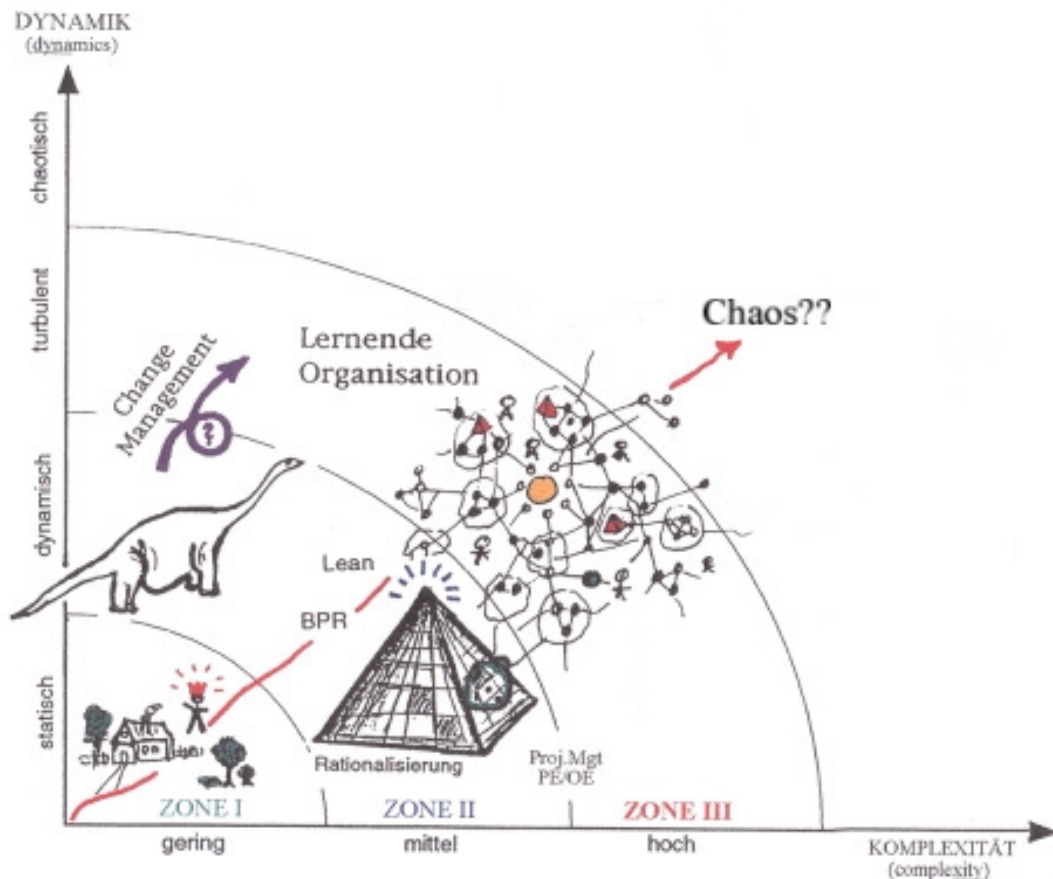 DYNAMIK
(dynamics)
chaotisch
turbulent
dynamisch
statisch
Chaos??
Lernende
Organisation
Change
Management
Lean
BPR
Rationalisierung
Proj.Mgt
PE/OE
ZONE I
ZONE II
ZONE III
gering
mittel
hoch
KOMPLEXITÄT
(complexity)